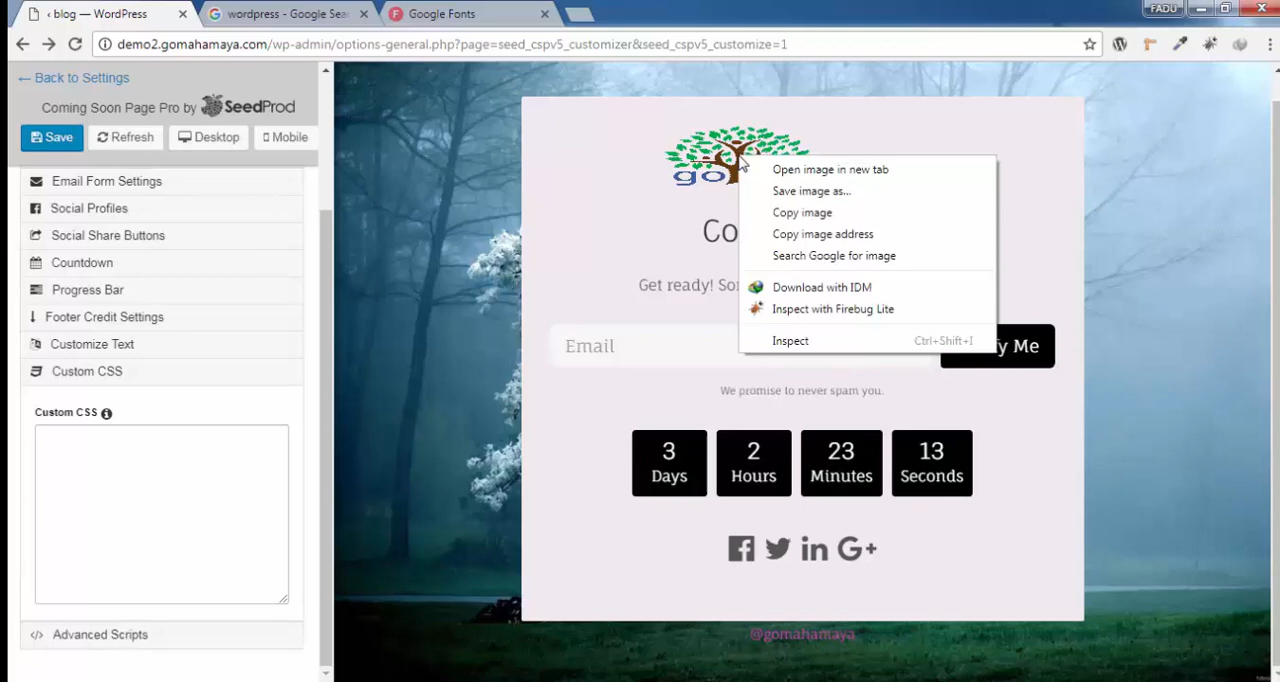 ‹ blog — WordPress
wordpress - Google Sea
Google Fonts
FADU
demo2.gomahamaya.com/wp-admin/options-general.php?page=seed_cspv5_customizer&seed_cspv5_customize=1
← Back to Settings
Coming Soon Page Pro by SeedProd
Save Refresh Desktop Mobile
Email Form Settings
Social Profiles
Social Share Buttons
Countdown
Progress Bar
Footer Credit Settings
Customize Text
Custom CSS
Custom CSS
Advanced Scripts
go
Co
Get ready! So
Open image in new tab
Save image as...
Copy image
Copy image address
Search Google for image
Download with IDM
Inspect with Firebug Lite
Inspect Ctrl+Shift+I
Email
y Me
We promise to never spam you.
3 2 23 13
Days Hours Minutes Seconds
@gomahamaya